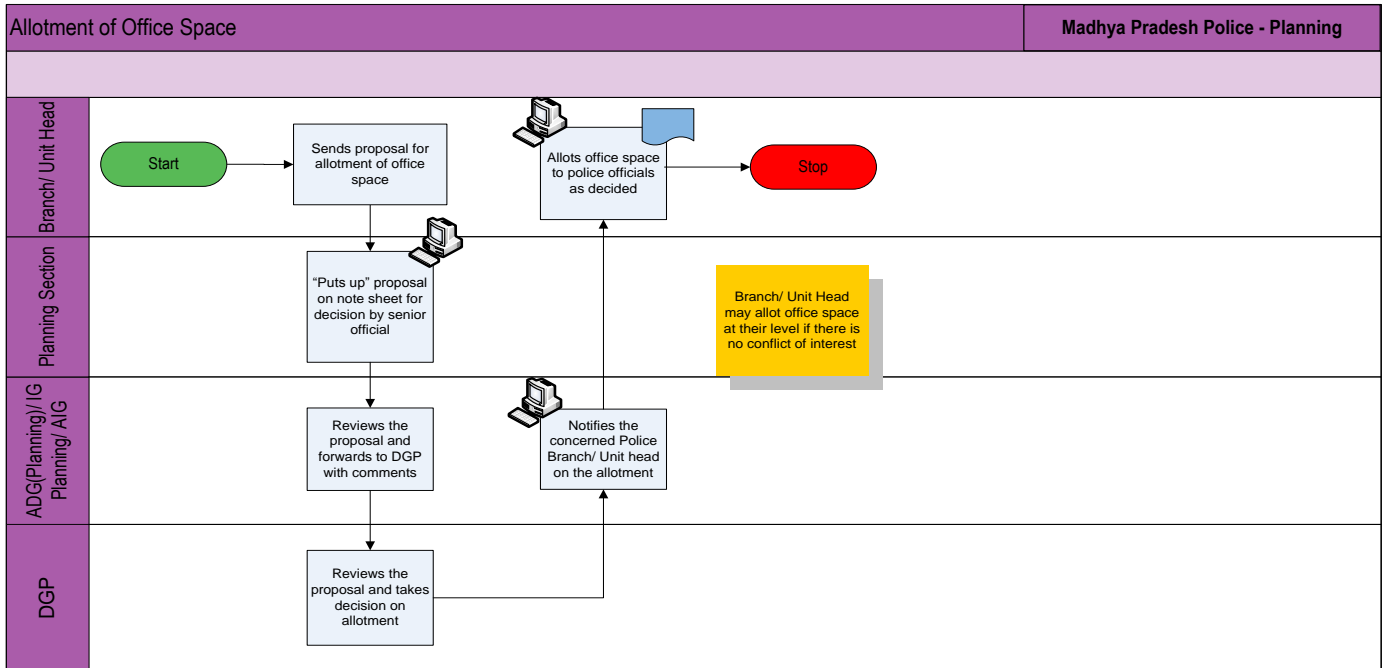 Allotment of Office Space
Madhya Pradesh Police - Planning
Branch/ Unit Head
Start
Sends proposal for
allotment of office
space
Allots office space
to police officials
as decided
Stop
Planning Section
“Puts up” proposal
on note sheet for
decision by senior
official
Branch/ Unit Head
may allot office space
at their level if there is
no conflict of interest
ADG(Planning)/ IG
Planning/ AIG
Reviews the
proposal and
forwards to DGP
with comments
Notifies the
concerned Police
Branch/ Unit head
on the allotment
DGP
Reviews the
proposal and takes
decision on
allotment